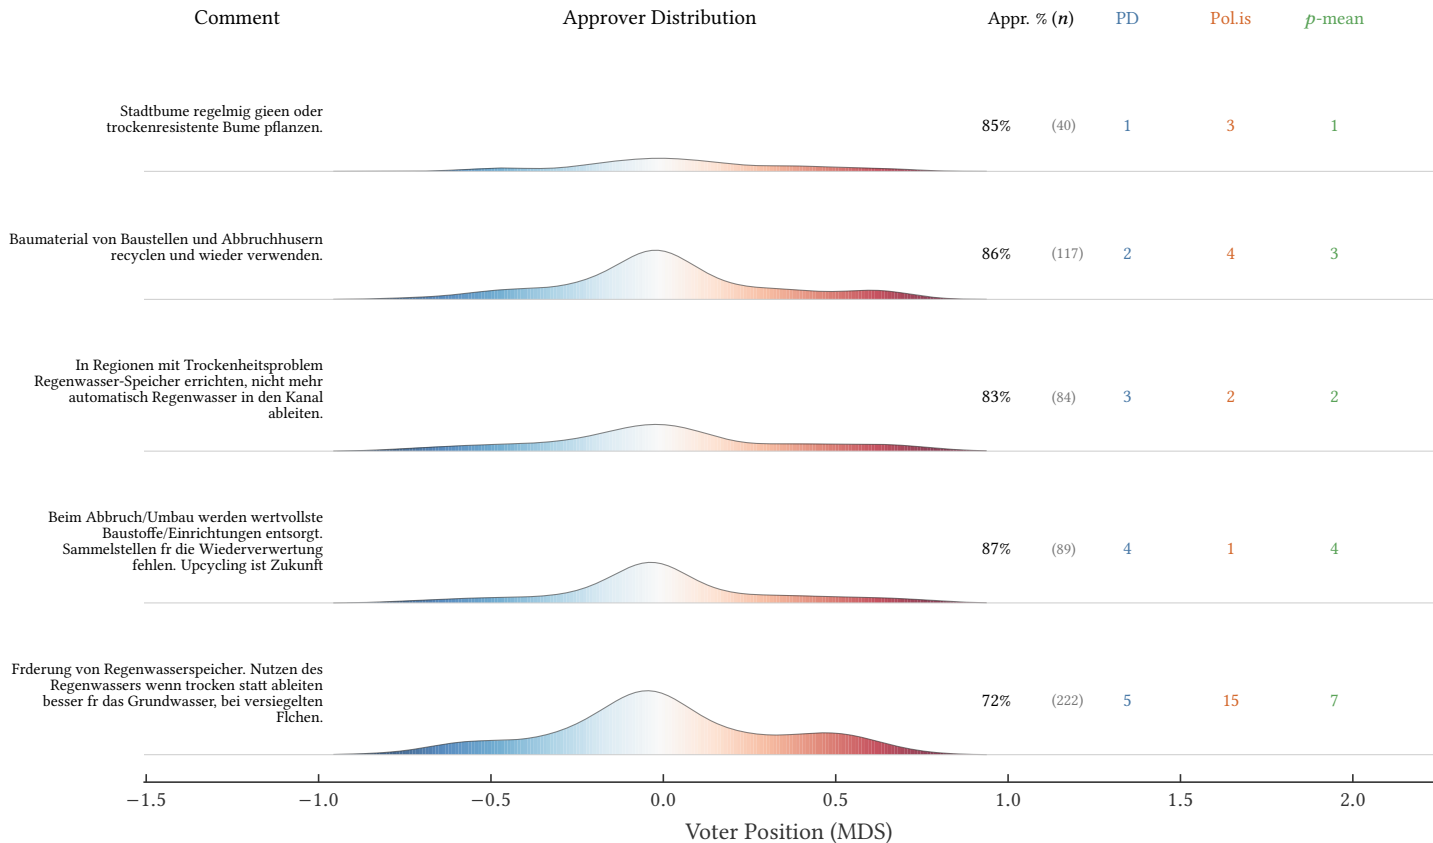 Comment Approver Distribution Appr. % (n) PD Pol.is p-mean
Stadtbume regelmig gieen oder
trockenresistente Bume pflanzen.
85% (40) 1 3 1
Baumaterial von Baustellen und Abbruchhusern
recyclen und wieder verwenden.
86% (117) 2 4 3
In Regionen mit Trockenheitsproblem
Regenwasser-Speicher errichten, nicht mehr
automatisch Regenwasser in den Kanal
ableiten.
83% (84) 3 2 2
Beim Abbruch/Umbau werden wertvollste
Baustoffe/Einrichtungen entsorgt.
Sammelstellen fr die Wiederverwertung
fehlen. Upcycling ist Zukunft
87% (89) 4 1 4
Frderung von Regenwasserspeicher. Nutzen des
Regenwassers wenn trocken statt ableiten
besser fr das Grundwasser, bei versiegelten
Flchen.
72% (222) 5 15 7
−1.5 −1.0 −0.5 0.0 0.5 1.0 1.5 2.0
Voter Position (MDS)